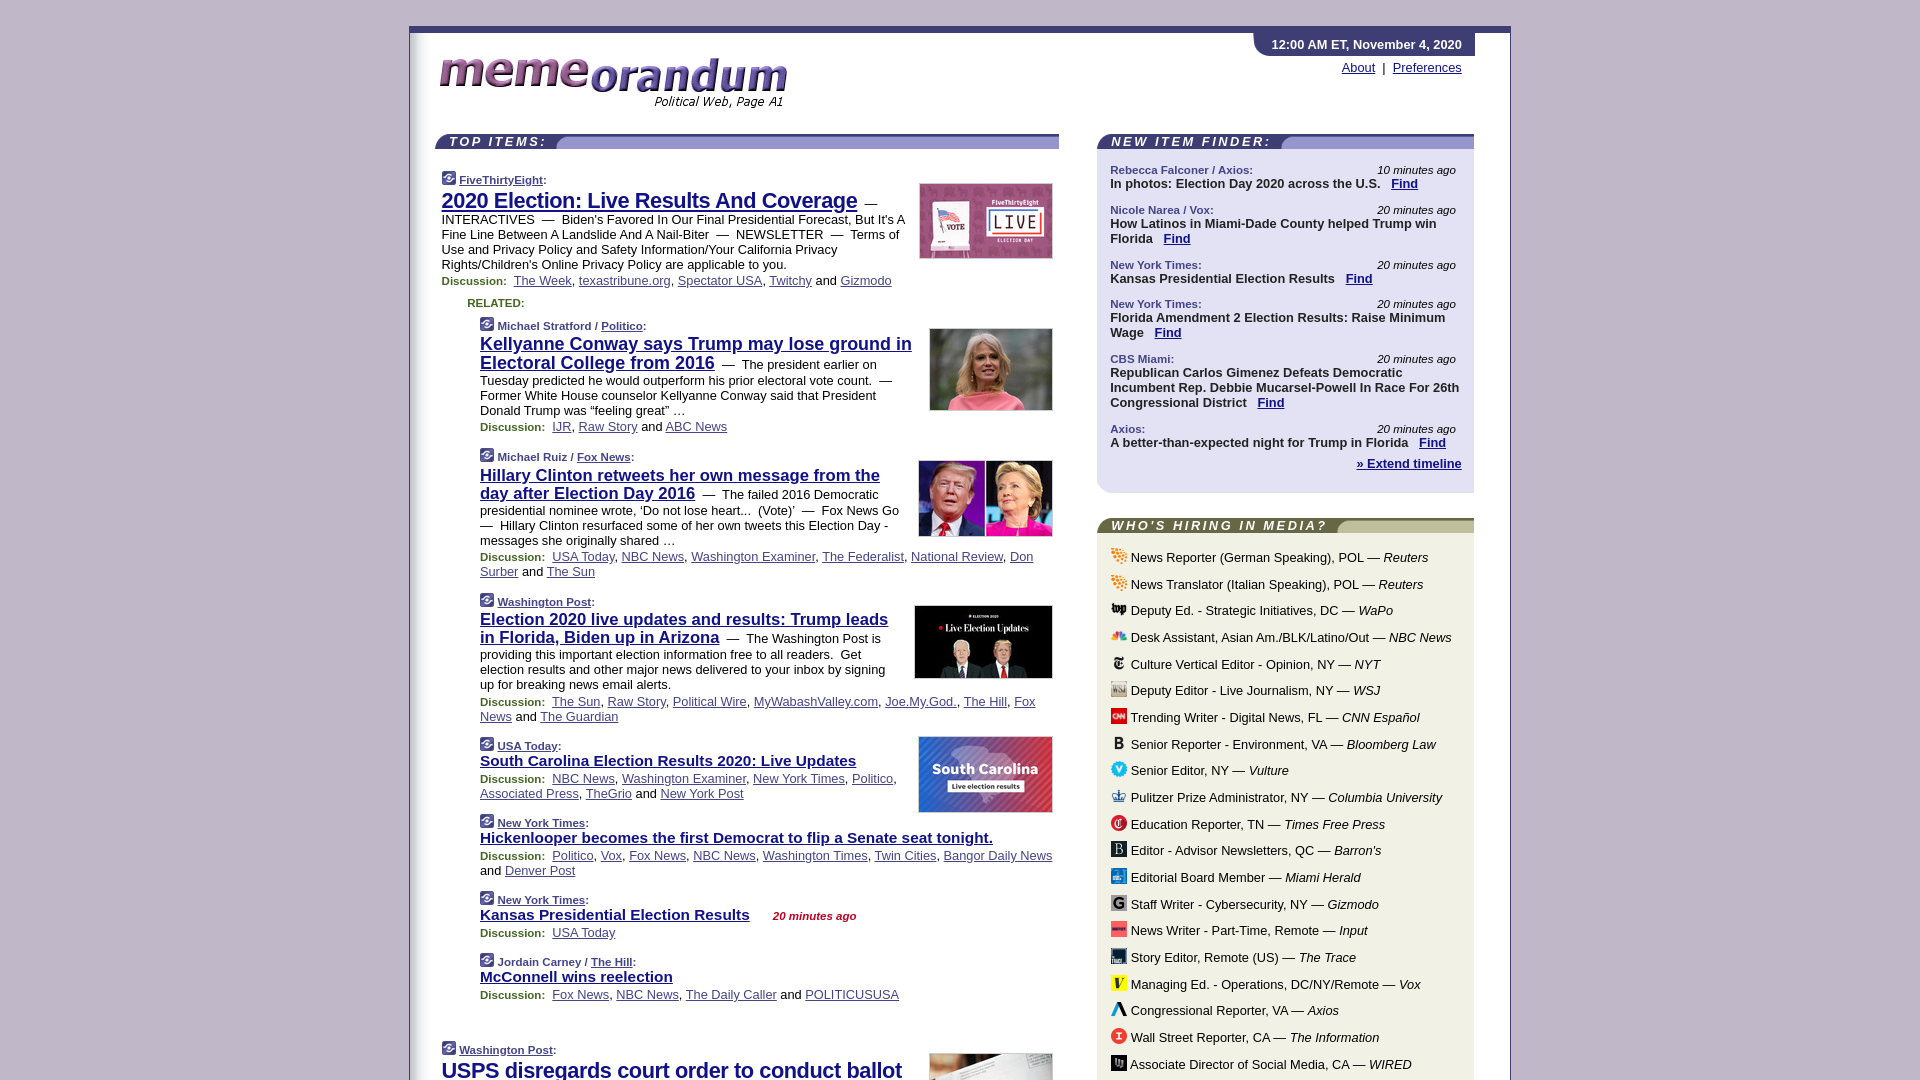 12:00 AM ET, November 4, 2020
About | Preferences
memeorandum
Political Web, Page A1
TOP ITEMS:
FiveThirtyEight:
2020 Election: Live Results And Coverage —
INTERACTIVES — Biden's Favored In Our Final Presidential Forecast, But It's A
Fine Line Between A Landslide And A Nail-Biter — NEWSLETTER — Terms of
Use and Privacy Policy and Safety Information/Your California Privacy
Rights/Children's Online Privacy Policy are applicable to you.
Discussion: The Week, texastribune.org, Spectator USA, Twitchy and Gizmodo
FiveThirtyEight
VOTE
LIVE
ELECTION DAY
RELATED:
Michael Stratford / Politico:
Kellyanne Conway says Trump may lose ground in
Electoral College from 2016 — The president earlier on
Tuesday predicted he would outperform his prior electoral vote count. —
Former White House counselor Kellyanne Conway said that President
Donald Trump was “feeling great” …
Discussion: IJR, Raw Story and ABC News
Michael Ruiz / Fox News:
Hillary Clinton retweets her own message from the
day after Election Day 2016 — The failed 2016 Democratic
presidential nominee wrote, ‘Do not lose heart... (Vote)’ — Fox News Go
— Hillary Clinton resurfaced some of her own tweets this Election Day -
messages she originally shared …
Discussion: USA Today, NBC News, Washington Examiner, The Federalist, National Review, Don
Surber and The Sun
Washington Post:
Election 2020 live updates and results: Trump leads
in Florida, Biden up in Arizona — The Washington Post is
providing this important election information free to all readers. Get
election results and other major news delivered to your inbox by signing
up for breaking news email alerts.
Discussion: The Sun, Raw Story, Political Wire, MyWabashValley.com, Joe.My.God., The Hill, Fox
News and The Guardian
ELECTION 2020
Live Election Updates
USA Today:
South Carolina Election Results 2020: Live Updates
Discussion: NBC News, Washington Examiner, New York Times, Politico,
Associated Press, TheGrio and New York Post
South Carolina
Live election results
New York Times:
Hickenlooper becomes the first Democrat to flip a Senate seat tonight.
Discussion: Politico, Vox, Fox News, NBC News, Washington Times, Twin Cities, Bangor Daily News
and Denver Post
New York Times:
Kansas Presidential Election Results 20 minutes ago
Discussion: USA Today
Jordain Carney / The Hill:
McConnell wins reelection
Discussion: Fox News, NBC News, The Daily Caller and POLITICUSUSA
Washington Post:
USPS disregards court order to conduct ballot
NEW ITEM FINDER:
Rebecca Falconer / Axios: 10 minutes ago
In photos: Election Day 2020 across the U.S. Find
Nicole Narea / Vox: 20 minutes ago
How Latinos in Miami-Dade County helped Trump win
Florida Find
New York Times: 20 minutes ago
Kansas Presidential Election Results Find
New York Times: 20 minutes ago
Florida Amendment 2 Election Results: Raise Minimum
Wage Find
CBS Miami: 20 minutes ago
Republican Carlos Gimenez Defeats Democratic
Incumbent Rep. Debbie Mucarsel-Powell In Race For 26th
Congressional District Find
Axios: 20 minutes ago
A better-than-expected night for Trump in Florida Find
» Extend timeline
WHO'S HIRING IN MEDIA?
News Reporter (German Speaking), POL — Reuters
News Translator (Italian Speaking), POL — Reuters
Deputy Ed. - Strategic Initiatives, DC — WaPo
Desk Assistant, Asian Am./BLK/Latino/Out — NBC News
Culture Vertical Editor - Opinion, NY — NYT
Deputy Editor - Live Journalism, NY — WSJ
Trending Writer - Digital News, FL — CNN Español
Senior Reporter - Environment, VA — Bloomberg Law
Senior Editor, NY — Vulture
Pulitzer Prize Administrator, NY — Columbia University
Education Reporter, TN — Times Free Press
Editor - Advisor Newsletters, QC — Barron's
Editorial Board Member — Miami Herald
Staff Writer - Cybersecurity, NY — Gizmodo
News Writer - Part-Time, Remote — Input
Story Editor, Remote (US) — The Trace
Managing Ed. - Operations, DC/NY/Remote — Vox
Congressional Reporter, VA — Axios
Wall Street Reporter, CA — The Information
Associate Director of Social Media, CA — WIRED